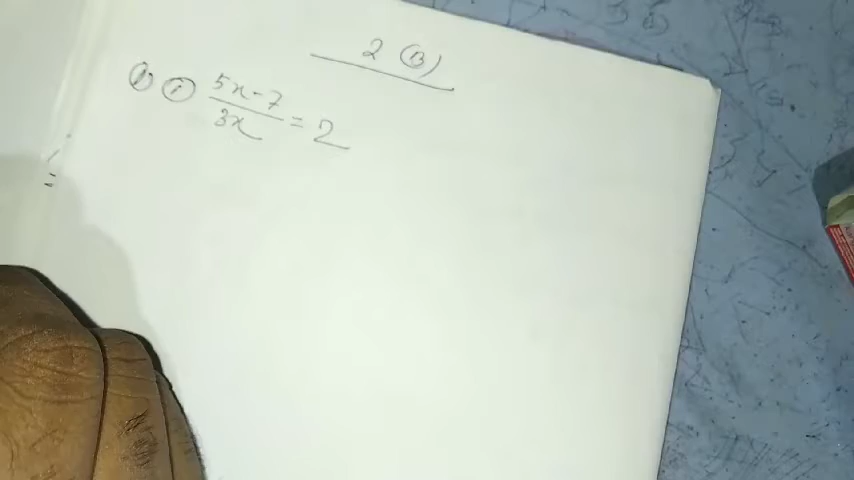 2 (B)
① (i) 5x-7/3x = 2